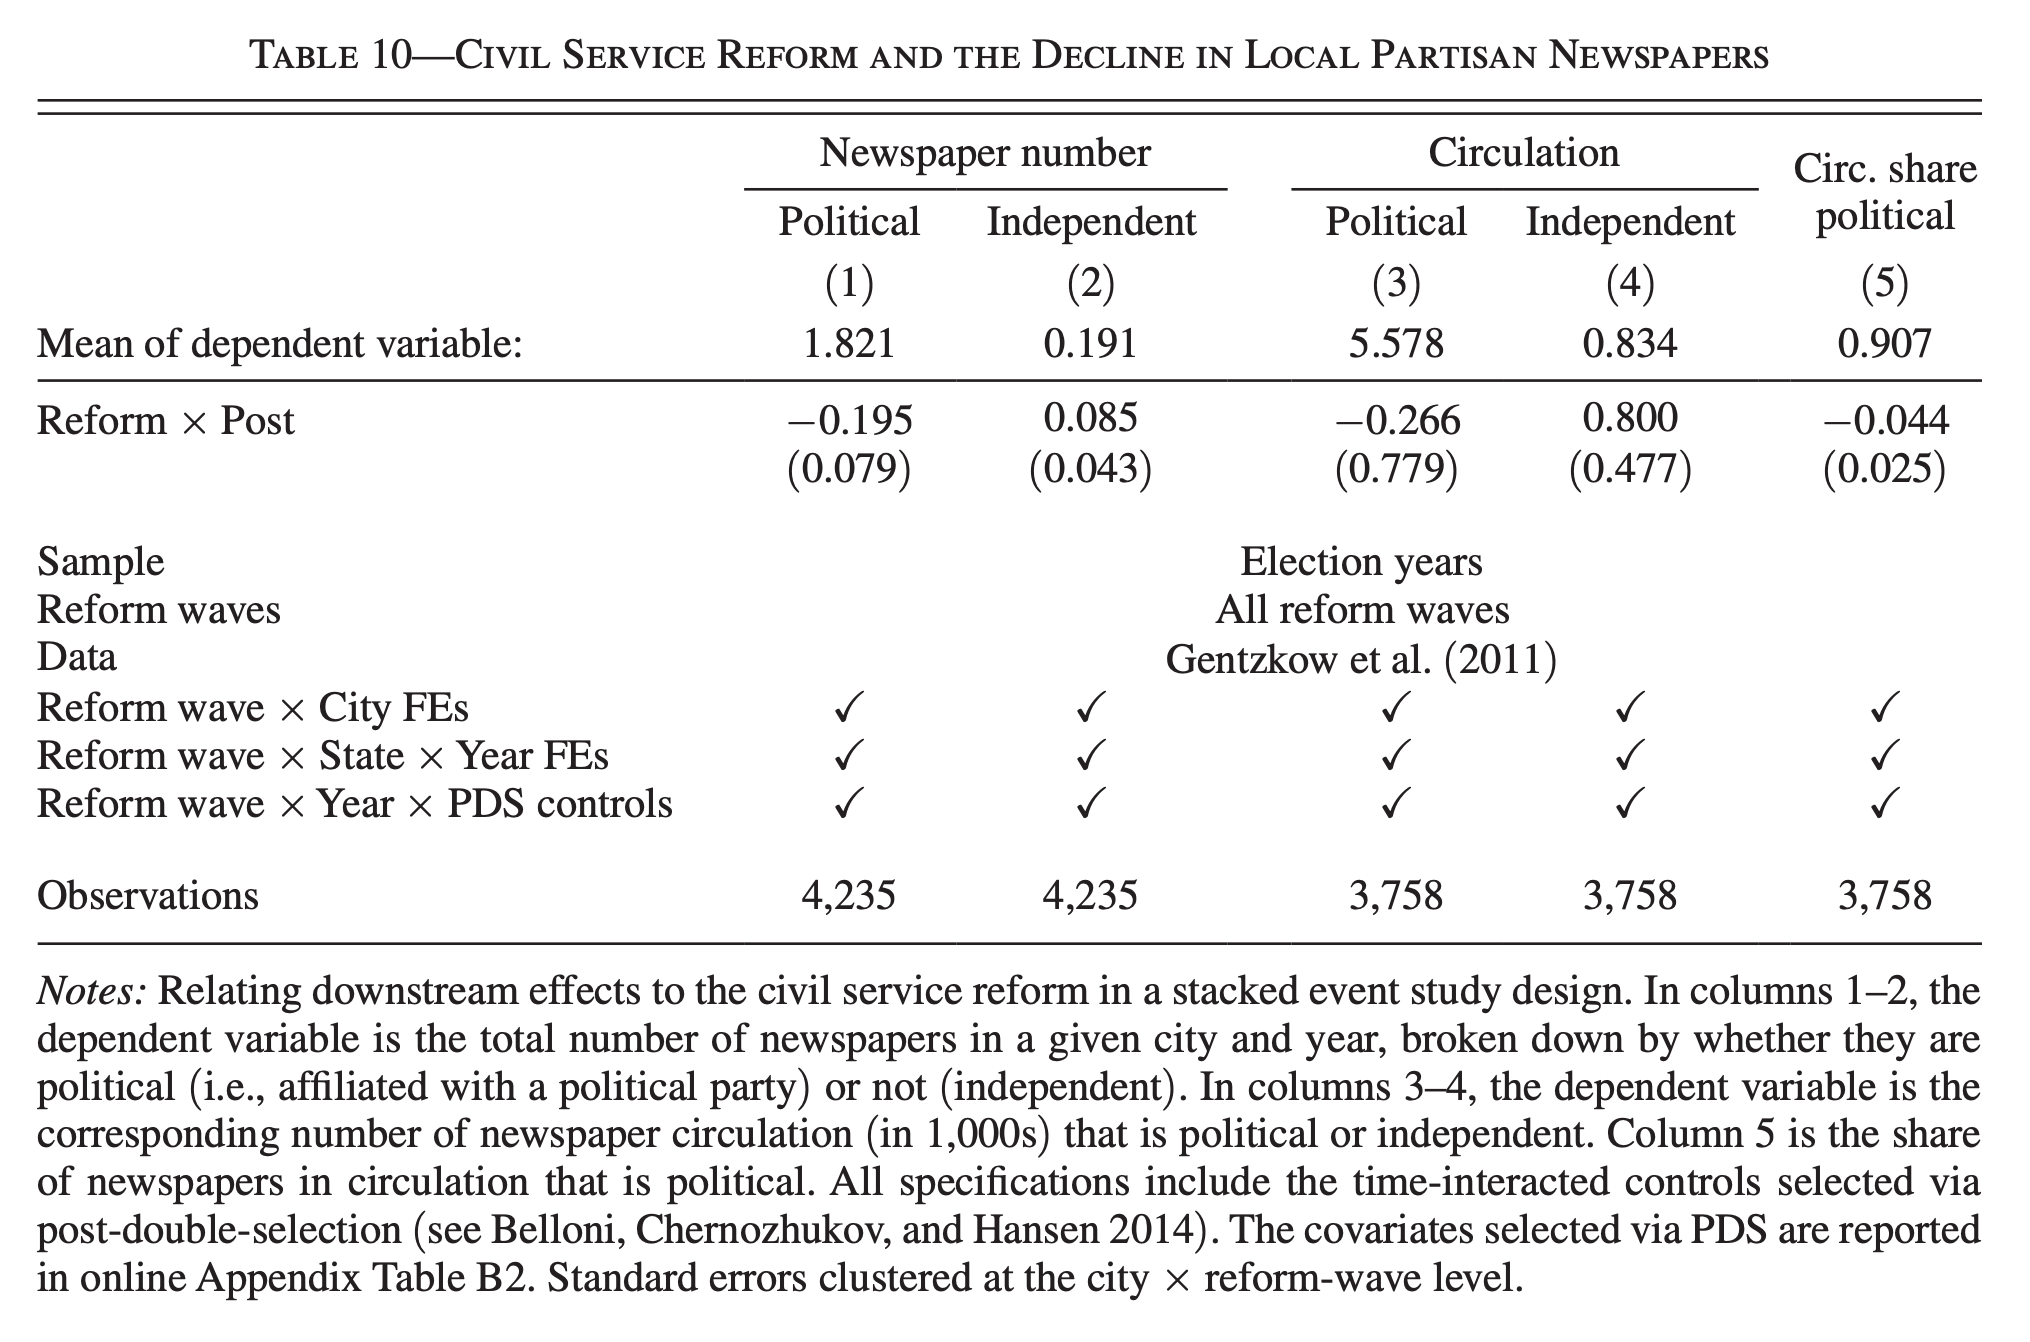 TABLE 10—CIVIL SERVICE REFORM AND THE DECLINE IN LOCAL PARTISAN NEWSPAPERS
Newspaper number Circulation Circ. share political
Political Independent Political Independent
(1) (2) (3) (4) (5)
Mean of dependent variable: 1.821 0.191 5.578 0.834 0.907
Reform × Post −0.195 0.085 −0.266 0.800 −0.044
(0.079) (0.043) (0.779) (0.477) (0.025)
Sample Election years
Reform waves All reform waves
Data Gentzkow et al. (2011)
Reform wave × City FEs ✓ ✓ ✓ ✓ ✓
Reform wave × State × Year FEs ✓ ✓ ✓ ✓ ✓
Reform wave × Year × PDS controls ✓ ✓ ✓ ✓ ✓
Observations 4,235 4,235 3,758 3,758 3,758
Notes: Relating downstream effects to the civil service reform in a stacked event study design. In columns 1–2, the
dependent variable is the total number of newspapers in a given city and year, broken down by whether they are
political (i.e., affiliated with a political party) or not (independent). In columns 3–4, the dependent variable is the
corresponding number of newspaper circulation (in 1,000s) that is political or independent. Column 5 is the share
of newspapers in circulation that is political. All specifications include the time-interacted controls selected via
post-double-selection (see Belloni, Chernozhukov, and Hansen 2014). The covariates selected via PDS are reported
in online Appendix Table B2. Standard errors clustered at the city × reform-wave level.